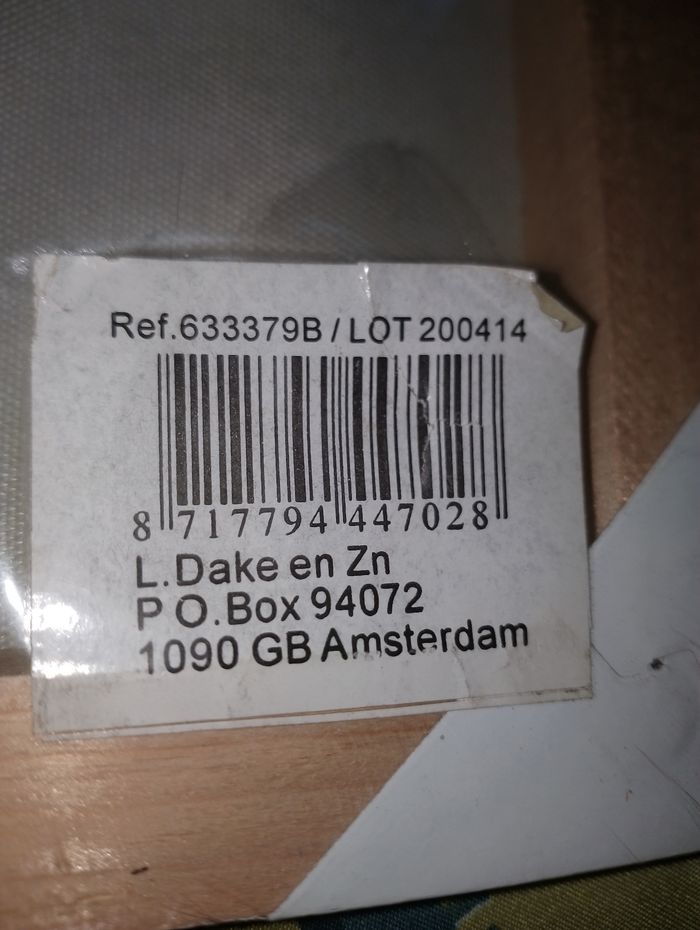 Ref.633379B / LOT 200414
8 717794 447028
L.Dake en Zn
P O.Box 94072
1090 GB Amsterdam